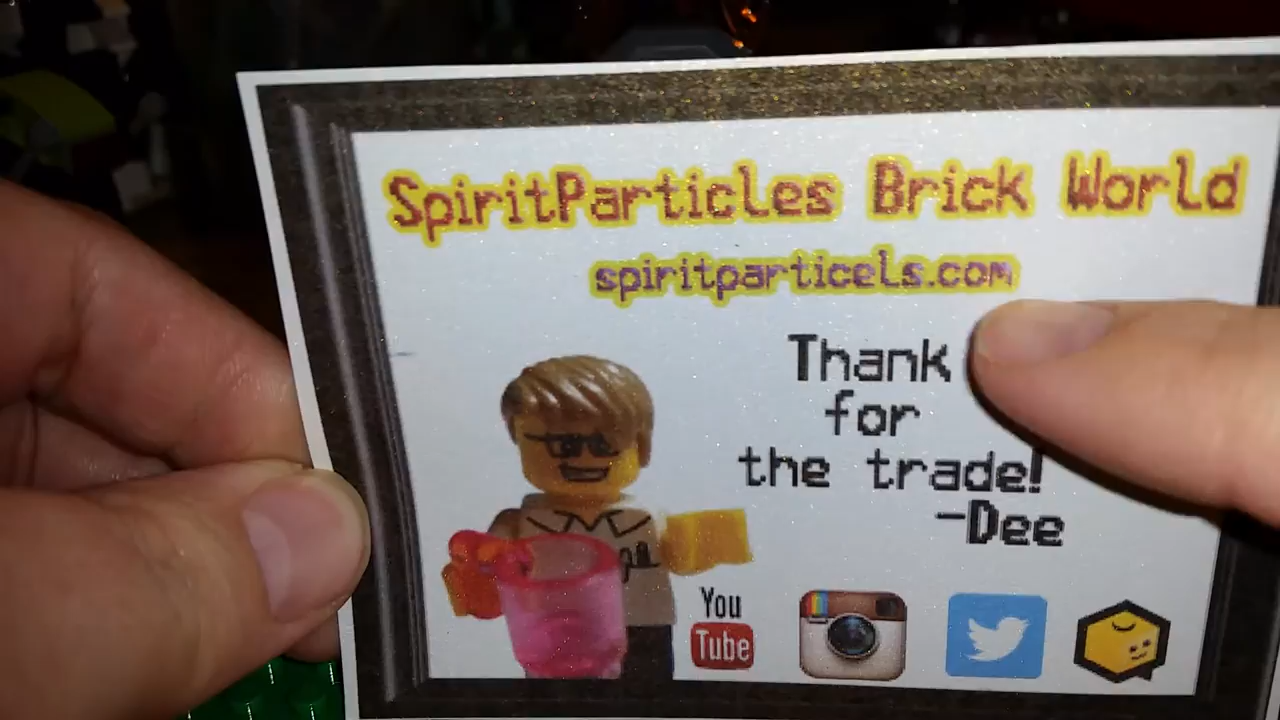 SpiritParticles Brick World
spiritparticels.com
Thank
for
the trade!
-Dee
You
Tube